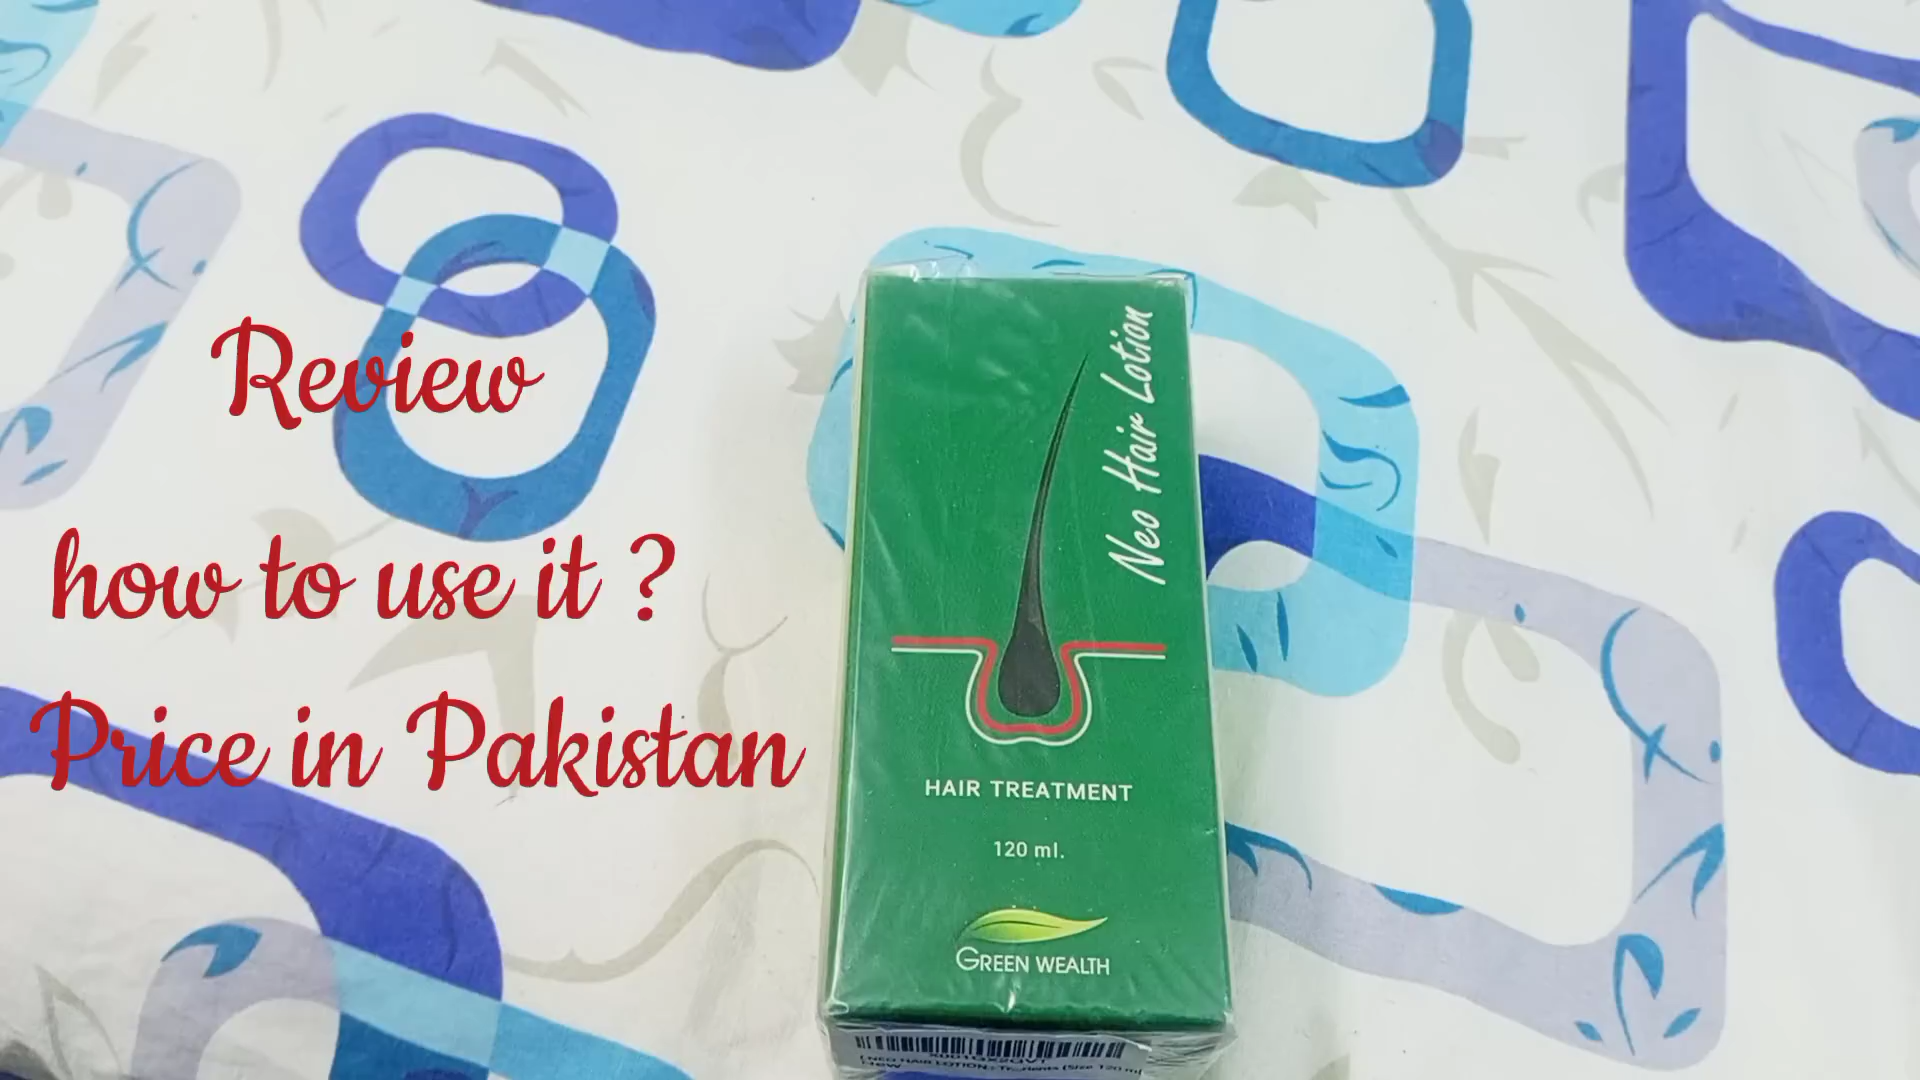 Review
how to use it ?
Price in Pakistan
Neo Hair Lotion
HAIR TREATMENT
120 ml.
GREEN WEALTH